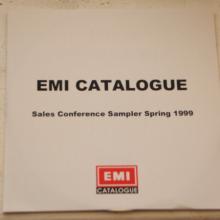 EMI CATALOGUE
Sales Conference Sampler Spring 1999
EMI
CATALOGUE